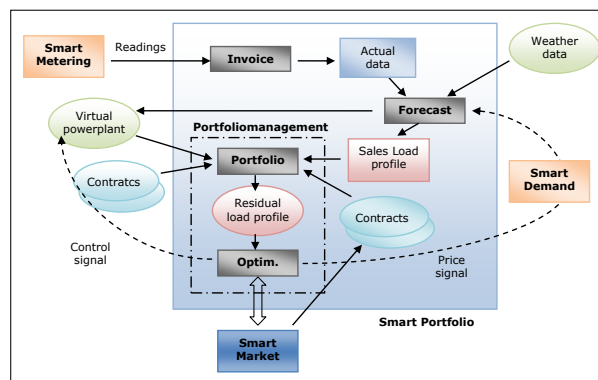 Smart
Metering
Readings
Invoice
Actual
data
Weather
data
Virtual
powerplant
Forecast
Portfoliomanagement
Portfolio
Sales Load
profile
Contratcs
Smart
Demand
Residual
load profile
Contracts
Control
signal
Optim.
Price
signal
Smart Portfolio
Smart
Market